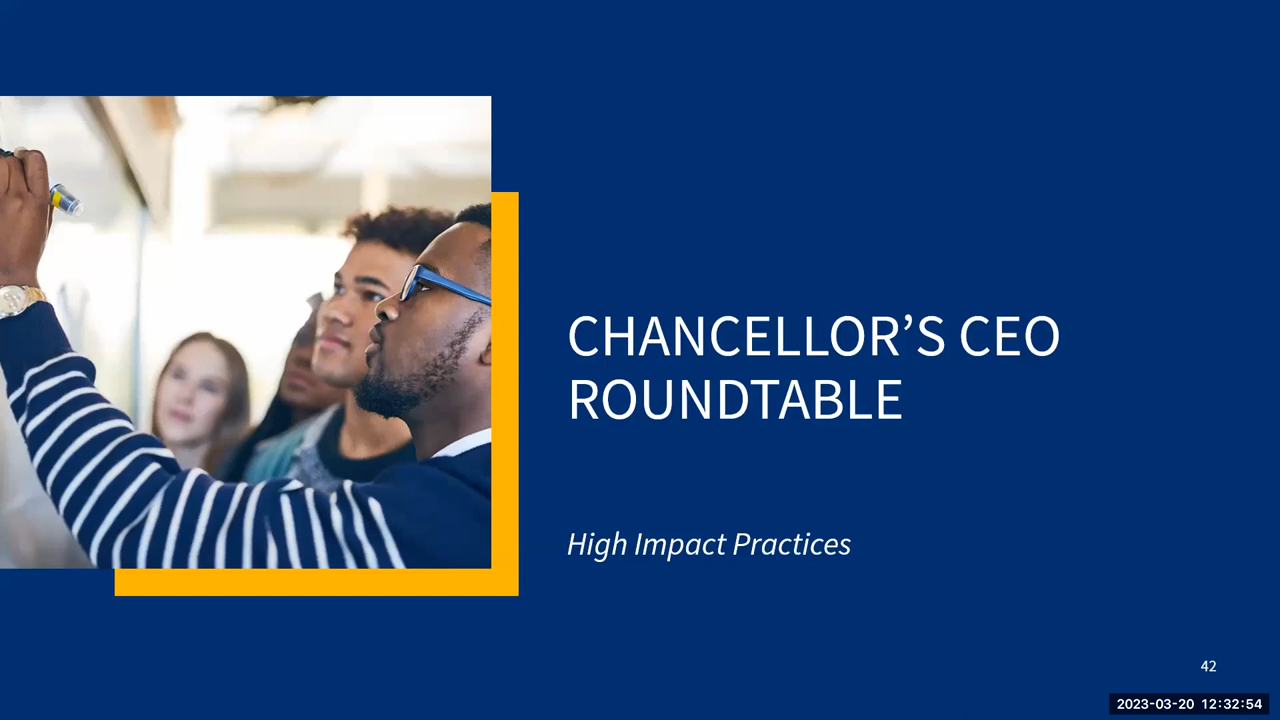 CHANCELLOR’S CEO
ROUNDTABLE
High Impact Practices
42
2023-03-20 12:32:54